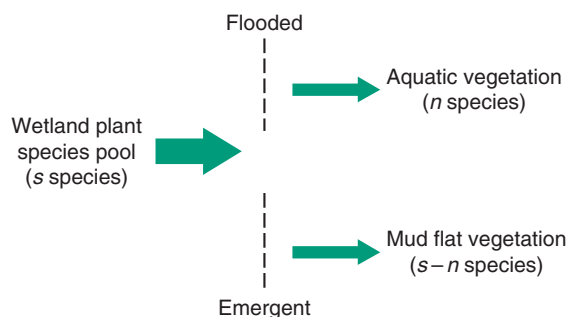 Flooded
Aquatic vegetation
(n species)
Wetland plant
species pool
(s species)
Mud flat vegetation
(s–n species)
Emergent